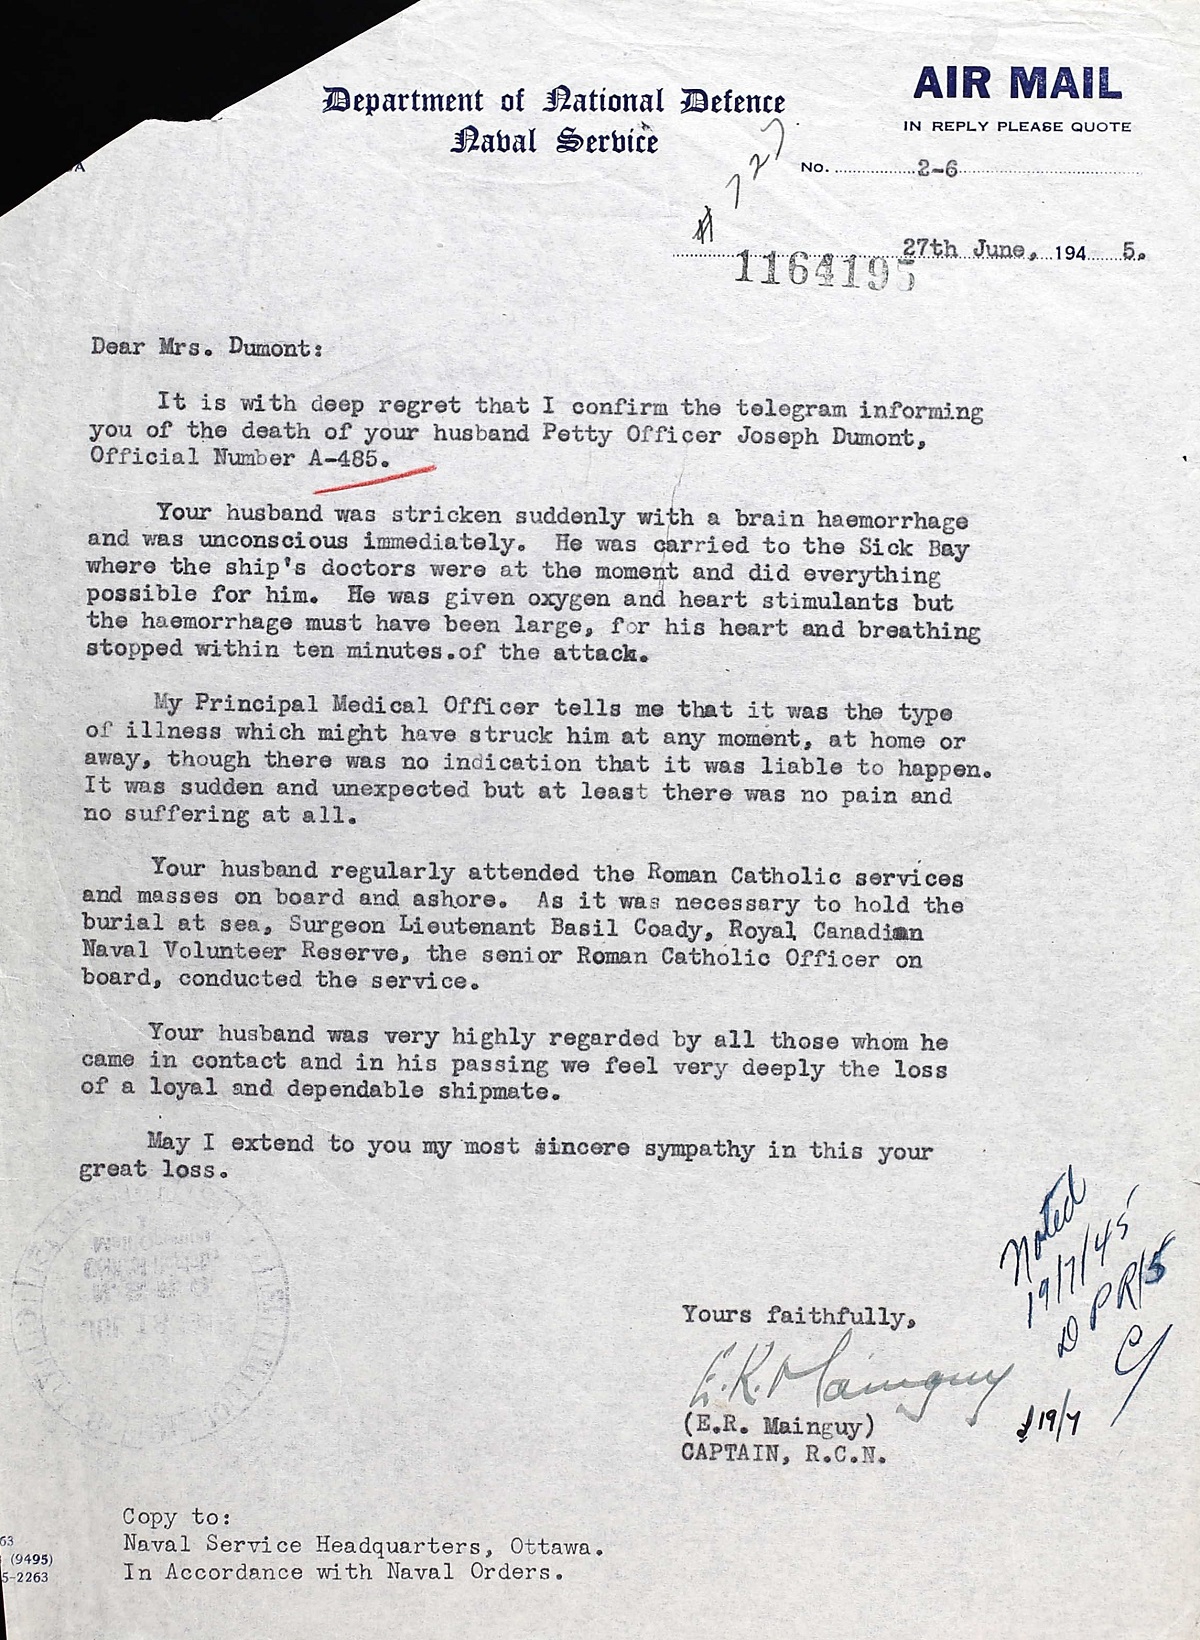 Department of National Defence
Naval Service
AIR MAIL
IN REPLY PLEASE QUOTE
No. 2-6
# 727
27th June, 1945.
1164195
Dear Mrs. Dumont:
It is with deep regret that I confirm the telegram informing
you of the death of your husband Petty Officer Joseph Dumont,
Official Number A-485.
Your husband was stricken suddenly with a brain haemorrhage
and was unconscious immediately. He was carried to the Sick Bay
where the ship's doctors were at the moment and did everything
possible for him. He was given oxygen and heart stimulants but
the haemorrhage must have been large, for his heart and breathing
stopped within ten minutes.of the attack.
My Principal Medical Officer tells me that it was the type
of illness which might have struck him at any moment, at home or
away, though there was no indication that it was liable to happen.
It was sudden and unexpected but at least there was no pain and
no suffering at all.
Your husband regularly attended the Roman Catholic services
and masses on board and ashore. As it was necessary to hold the
burial at sea, Surgeon Lieutenant Basil Coady, Royal Canadian
Naval Volunteer Reserve, the senior Roman Catholic Officer on
board, conducted the service.
Your husband was very highly regarded by all those whom he
came in contact and in his passing we feel very deeply the loss
of a loyal and dependable shipmate.
May I extend to you my most sincere sympathy in this your
great loss.
Noted
19/7/45
DPR/5
Yours faithfully,
E.R. Mainguy
(E.R. Mainguy)
CAPTAIN, R.C.N.
19/7
Copy to:
Naval Service Headquarters, Ottawa.
In Accordance with Naval Orders.
63
(9495)
5-2263